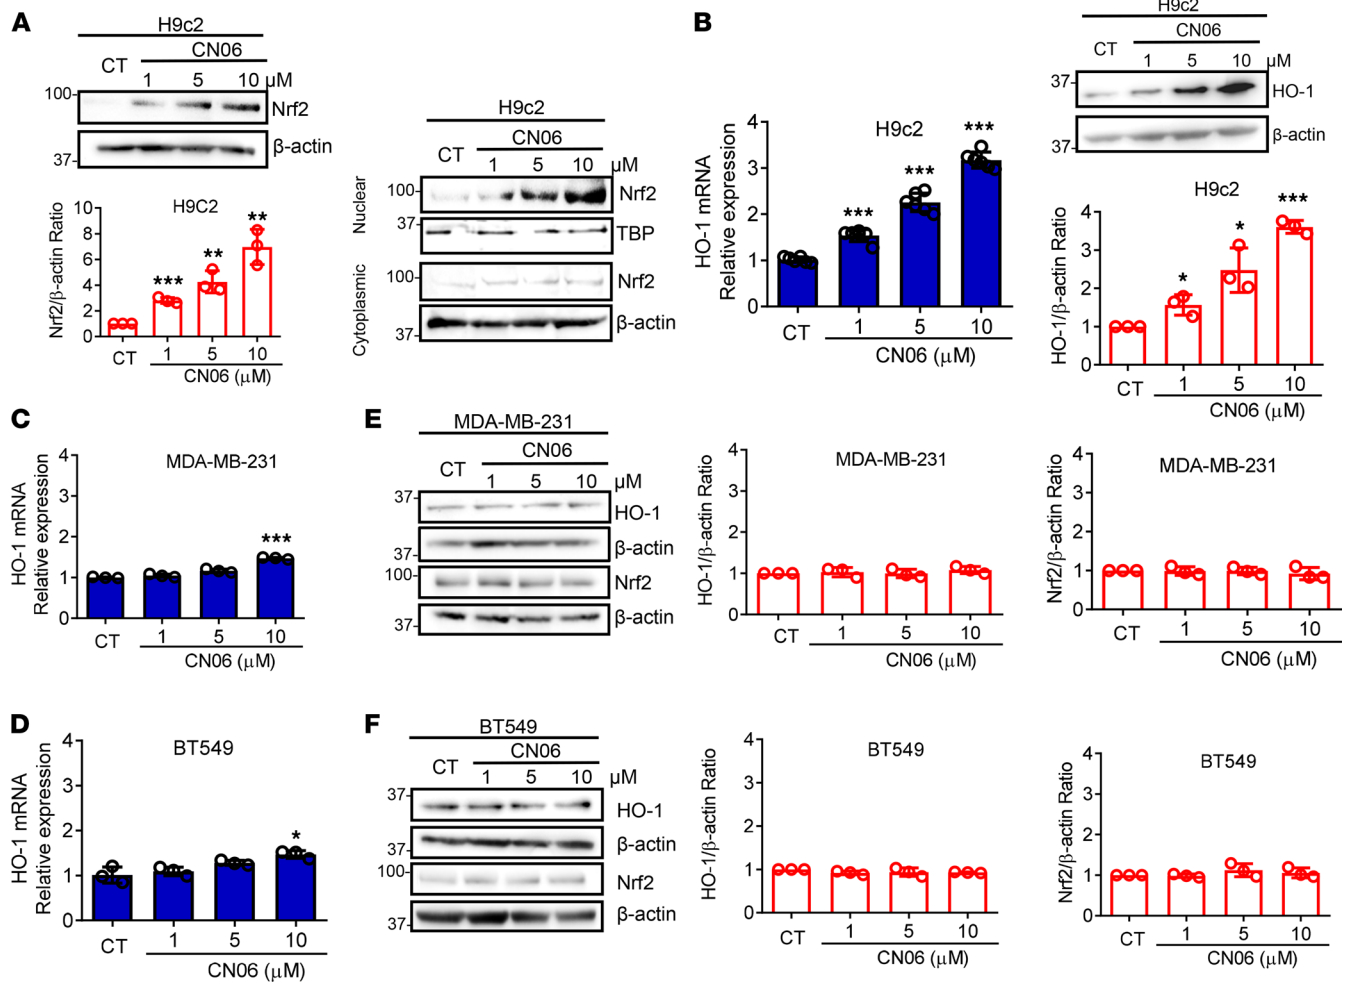 A
H9c2
CN06
CT
1 5 10 μM
100
Nrf2
β-actin
37
H9C2
Nrf2/β-actin Ratio
10
8
6
4
2
0
***
**
**
CT
1 5 10
CN06 (μM)
H9c2
CN06
CT
1 5 10 μM
Nuclear
100
Nrf2
37
TBP
Cytoplasmic
100
Nrf2
37
β-actin
B
HO-1 mRNA
Relative expression
H9c2
4
3
2
1
0
***
***
***
CT
1 5 10
CN06 (μM)
H9c2
CN06
CT
1 5 10 μM
37
HO-1
37
β-actin
H9c2
HO-1/β-actin Ratio
4
3
2
1
0
*
*
***
CT
1 5 10
CN06 (μM)
C
HO-1 mRNA
Relative expression
MDA-MB-231
4
3
2
1
0
***
CT
1 5 10
CN06 (μM)
E
MDA-MB-231
CN06
CT
1 5 10 μM
37
HO-1
37
β-actin
100
Nrf2
37
β-actin
HO-1/β-actin Ratio
MDA-MB-231
4
3
2
1
0
CT
1 5 10
CN06 (μM)
Nrf2/β-actin Ratio
MDA-MB-231
4
3
2
1
0
CT
1 5 10
CN06 (μM)
D
HO-1 mRNA
Relative expression
BT549
4
3
2
1
0
*
CT
1 5 10
CN06 (μM)
F
BT549
CN06
CT
1 5 10 μM
37
HO-1
37
β-actin
100
Nrf2
37
β-actin
HO-1/β-actin Ratio
BT549
4
3
2
1
0
CT
1 5 10
CN06 (μM)
Nrf2/β-actin Ratio
BT549
4
3
2
1
0
CT
1 5 10
CN06 (μM)